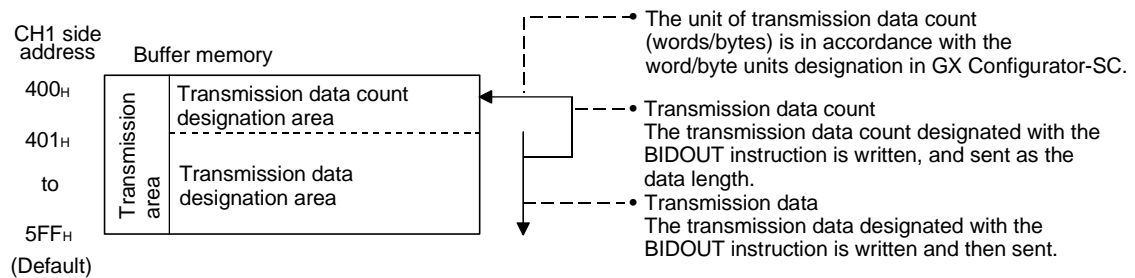 CH1 side
address
Buffer memory
400H
401H
to
5FFH
(Default)
Transmission
area
Transmission data count
designation area
Transmission data
designation area
• The unit of transmission data count
(words/bytes) is in accordance with the
word/byte units designation in GX Configurator-SC.
• Transmission data count
The transmission data count designated with the
BIDOUT instruction is written, and sent as the
data length.
• Transmission data
The transmission data designated with the
BIDOUT instruction is written and then sent.